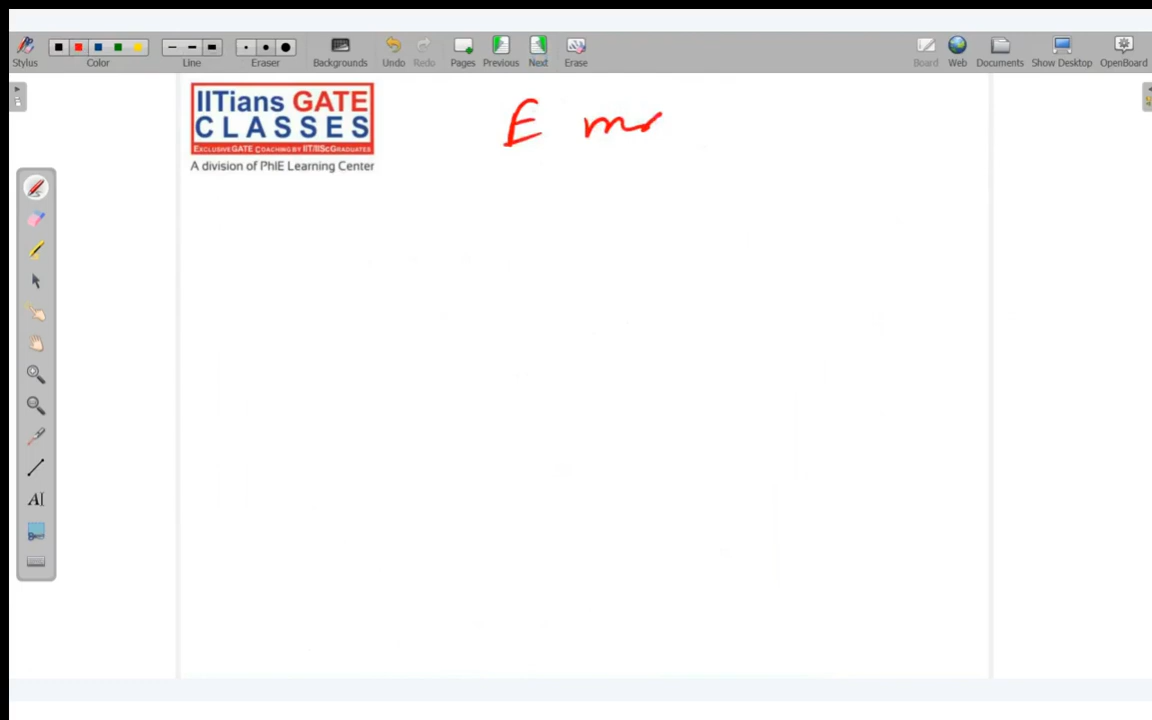 Stylus Color Line Eraser Backgrounds Undo Redo Pages Previous Next Erase Board Web Documents Show Desktop OpenBoard
IITians GATE
CLASSES
EXCLUSIVE GATE COACHING BY IIT/IISC GRADUATES
A division of PhIE Learning Center
E
AI